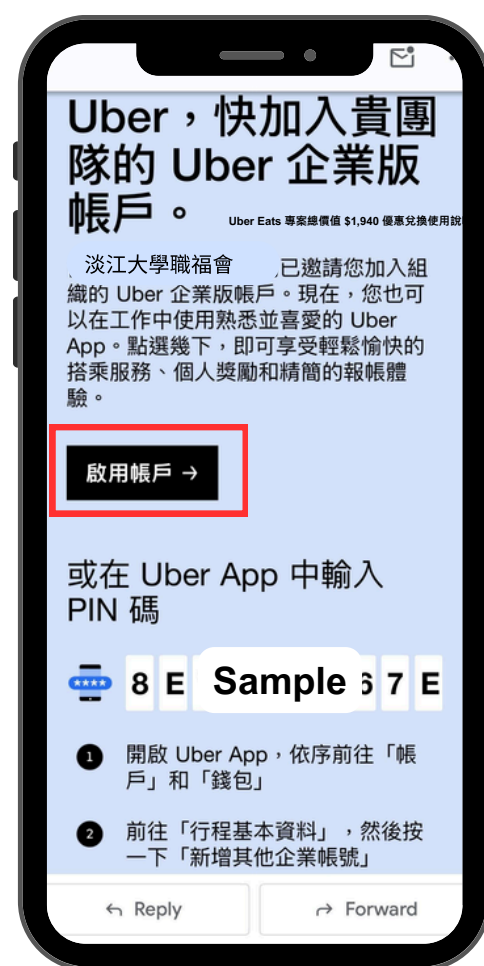 Uber，快加入貴團
隊的 Uber 企業版
帳戶。
Uber Eats 專案總價值 $1,940 優惠兌換使用說
淡江大學職福會 ,已邀請您加入組
織的 Uber 企業版帳戶。現在，您也可
以在工作中使用熟悉並喜愛的 Uber
App。點選幾下，即可享受輕鬆愉快的
搭乘服務、個人獎勵和精簡的報帳體
驗。
啟用帳戶 →
或在 Uber App 中輸入
PIN 碼
8 E Sample 6 7 E
1 開啟 Uber App，依序前往「帳
戶」和「錢包」
2 前往「行程基本資料」，然後按
一下「新增其他企業帳號」
Reply
Forward